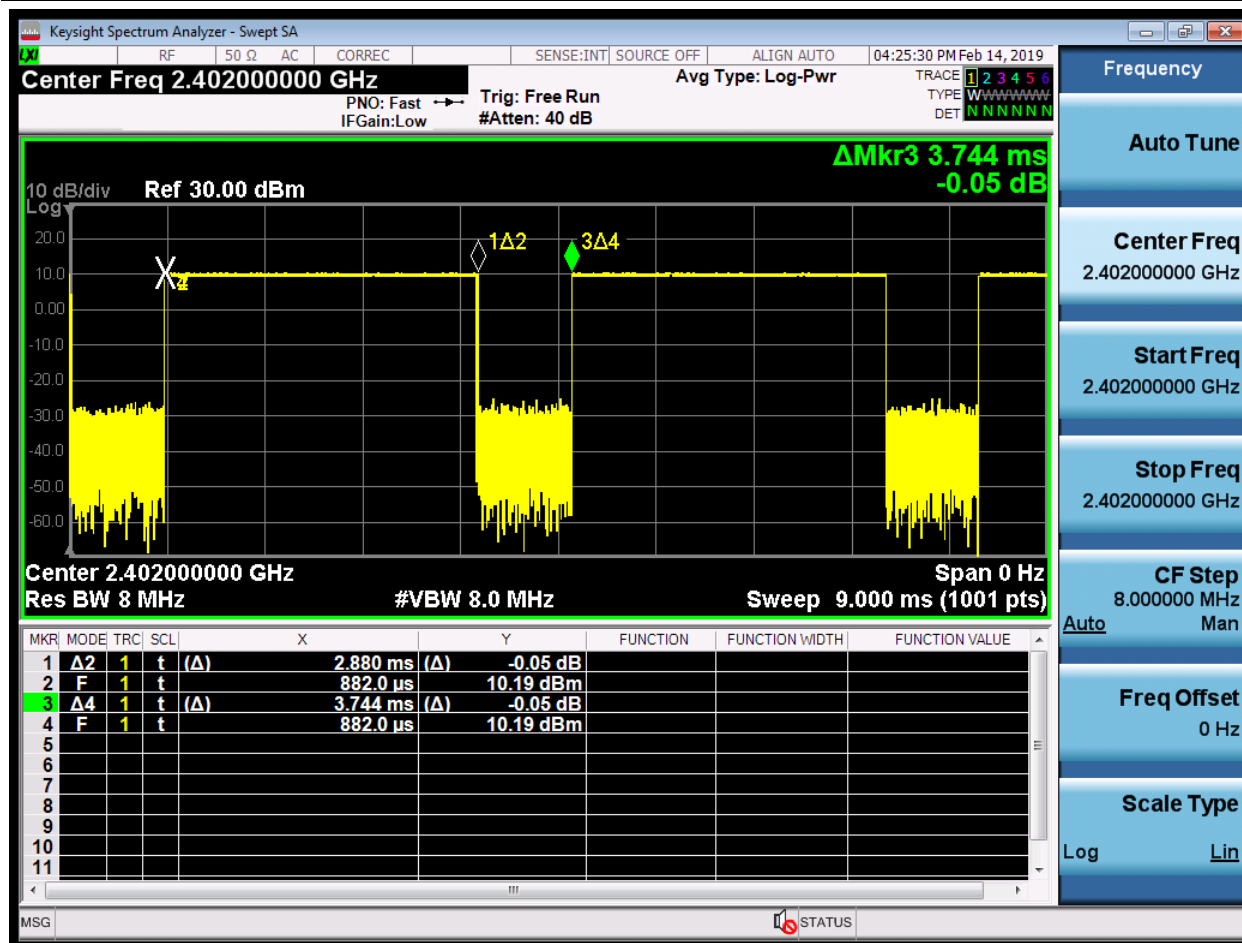 Keysight Spectrum Analyzer - Swept SA
LXI RF 50 Ω AC CORREC SENSE:INT SOURCE OFF ALIGN AUTO 04:25:30 PM Feb 14, 2019
Center Freq 2.402000000 GHz
PNO: Fast
IFGain:Low
Trig: Free Run
#Atten: 40 dB
Avg Type: Log-Pwr
TRACE 1 2 3 4 5 6
TYPE WWWWWW
DET N N N N N N
ΔMkr3 3.744 ms
-0.05 dB
10 dB/div Ref 30.00 dBm
Log
20.0
10.0
0.00
-10.0
-20.0
-30.0
-40.0
-50.0
-60.0
1Δ2
3Δ4
4
Center 2.402000000 GHz Span 0 Hz
Res BW 8 MHz #VBW 8.0 MHz Sweep 9.000 ms (1001 pts)
MKR MODE TRC SCL X Y FUNCTION FUNCTION WIDTH FUNCTION VALUE
1 Δ2 1 t (Δ) 2.880 ms (Δ) -0.05 dB
2 F 1 t 882.0 µs 10.19 dBm
3 Δ4 1 t (Δ) 3.744 ms (Δ) -0.05 dB
4 F 1 t 882.0 µs 10.19 dBm
5
6
7
8
9
10
11
MSG STATUS
Frequency
Auto Tune
Center Freq
2.402000000 GHz
Start Freq
2.402000000 GHz
Stop Freq
2.402000000 GHz
CF Step
8.000000 MHz
Auto Man
Freq Offset
0 Hz
Scale Type
Log Lin